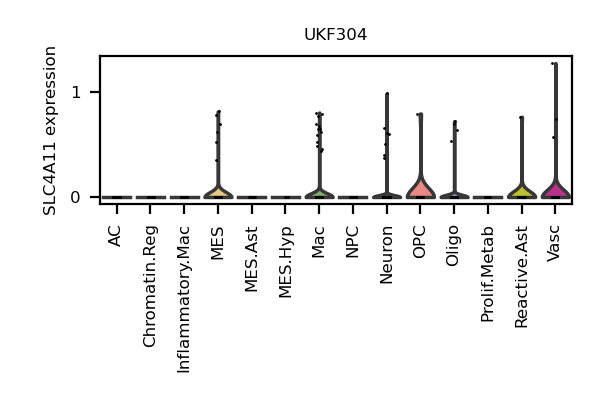 UKF304
SLC4A11 expression
1
0
AC
Chromatin.Reg
Inflammatory.Mac
MES
MES.Ast
MES.Hyp
Mac
NPC
Neuron
OPC
Oligo
Prolif.Metab
Reactive.Ast
Vasc